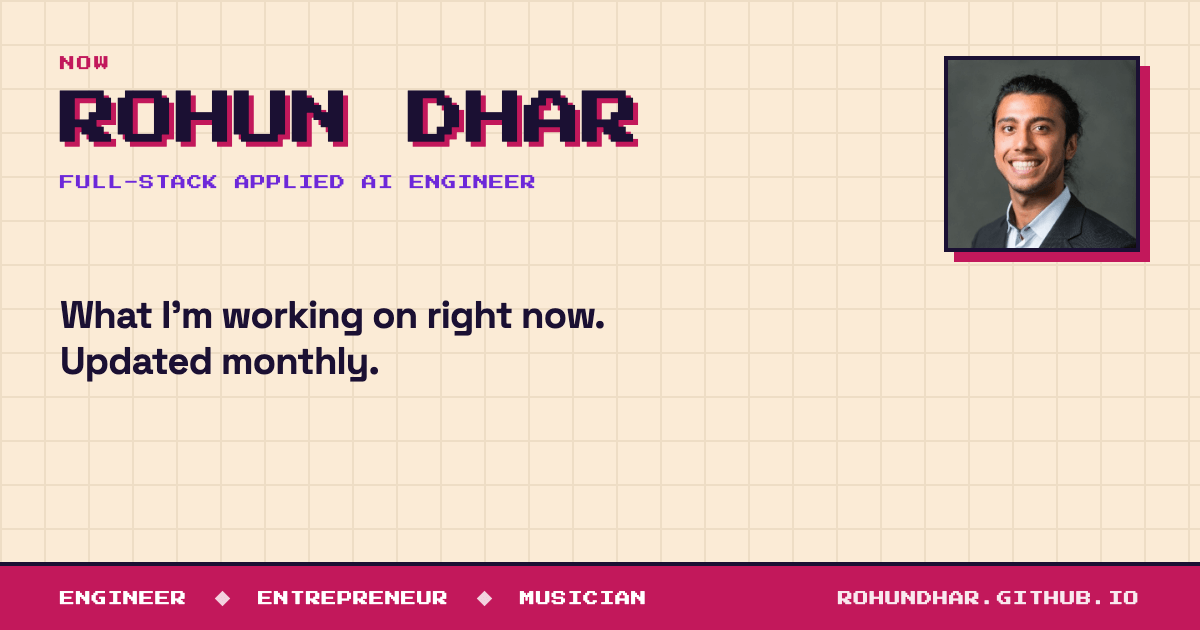 NOW
ROHUN DHAR
FULL-STACK APPLIED AI ENGINEER
What I’m working on right now.
Updated monthly.
ENGINEER ◆ ENTREPRENEUR ◆ MUSICIAN
ROHUNDHAR.GITHUB.IO